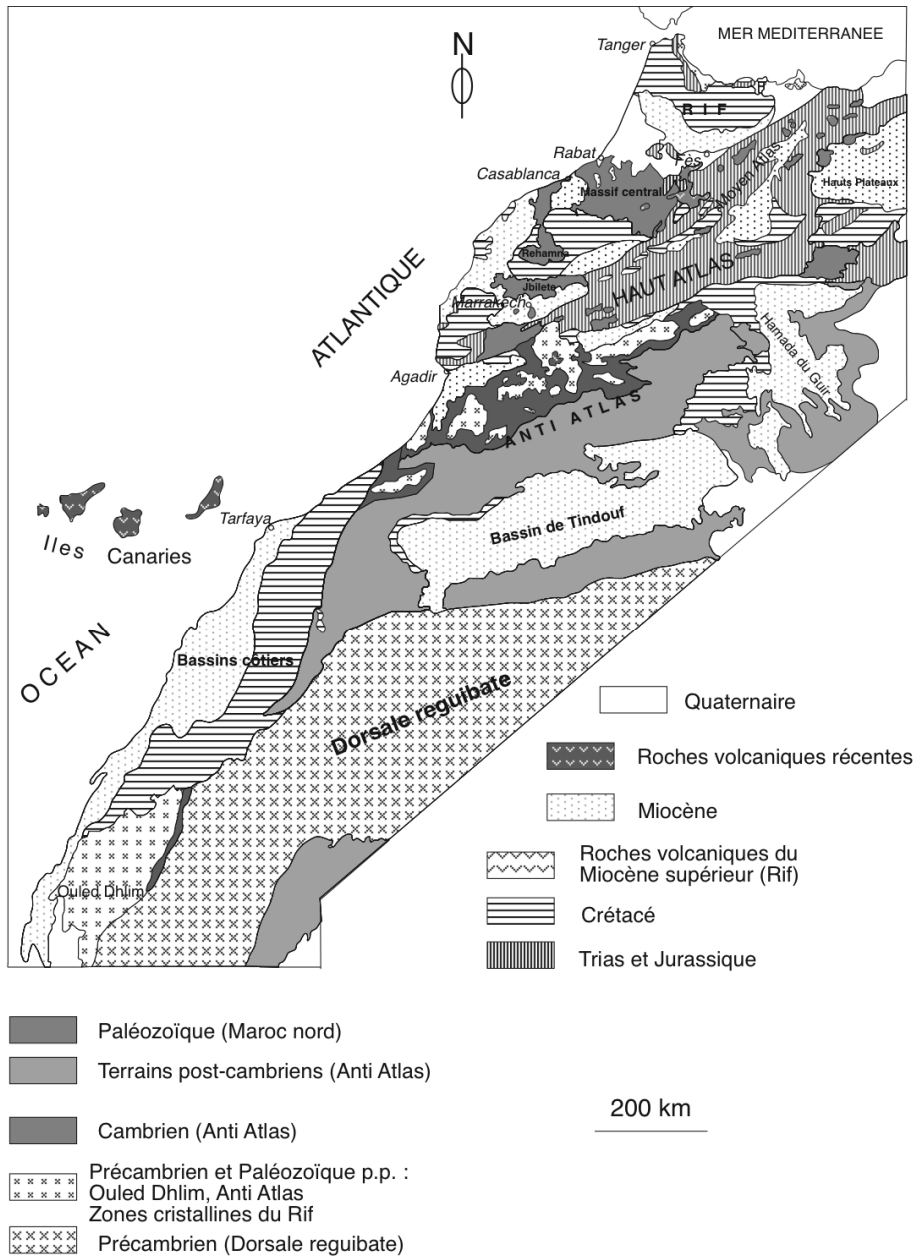 MER MEDITERRANEE
Tanger
N
RIF
Rabat
Fès
Casablanca
Massif central
Moyen Atlas
Hauts Plateaux
Rehamna
Jbilete
HAUT ATLAS
Marrakech
ATLANTIQUE
Hamada du Guir
Agadir
ANTI ATLAS
Bassin de Tindouf
Tarfaya
Iles Canaries
OCEAN
Bassins côtiers
Dorsale reguibate
Ouled Dhlim
Quaternaire
Roches volcaniques récentes
Miocène
Roches volcaniques du
Miocène supérieur (Rif)
Crétacé
Trias et Jurassique
Paléozoïque (Maroc nord)
Terrains post-cambriens (Anti Atlas)
200 km
Cambrien (Anti Atlas)
Précambrien et Paléozoïque p.p. :
Ouled Dhlim, Anti Atlas
Zones cristallines du Rif
Précambrien (Dorsale reguibate)